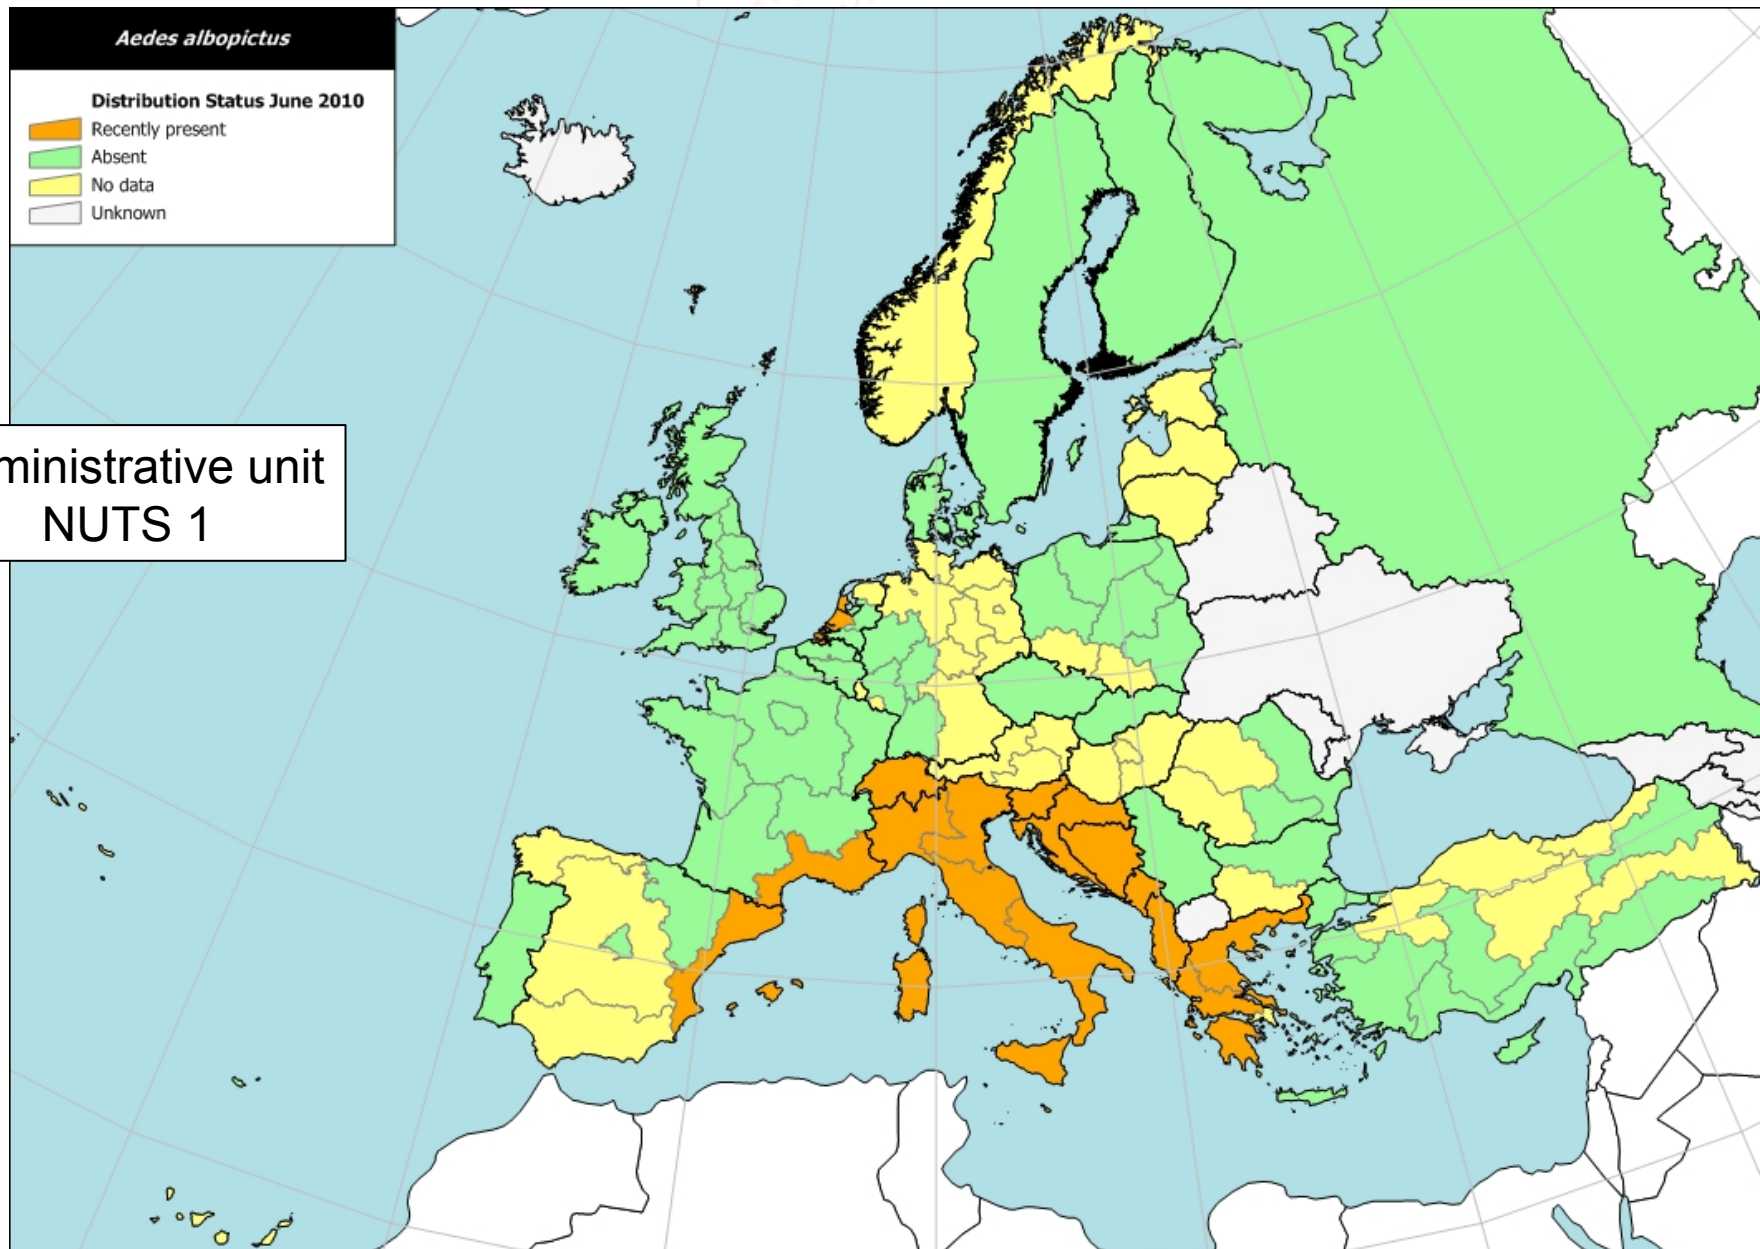 Aedes albopictus
Distribution Status June 2010
Recently present
Absent
No data
Unknown
ministrative unit
NUTS 1